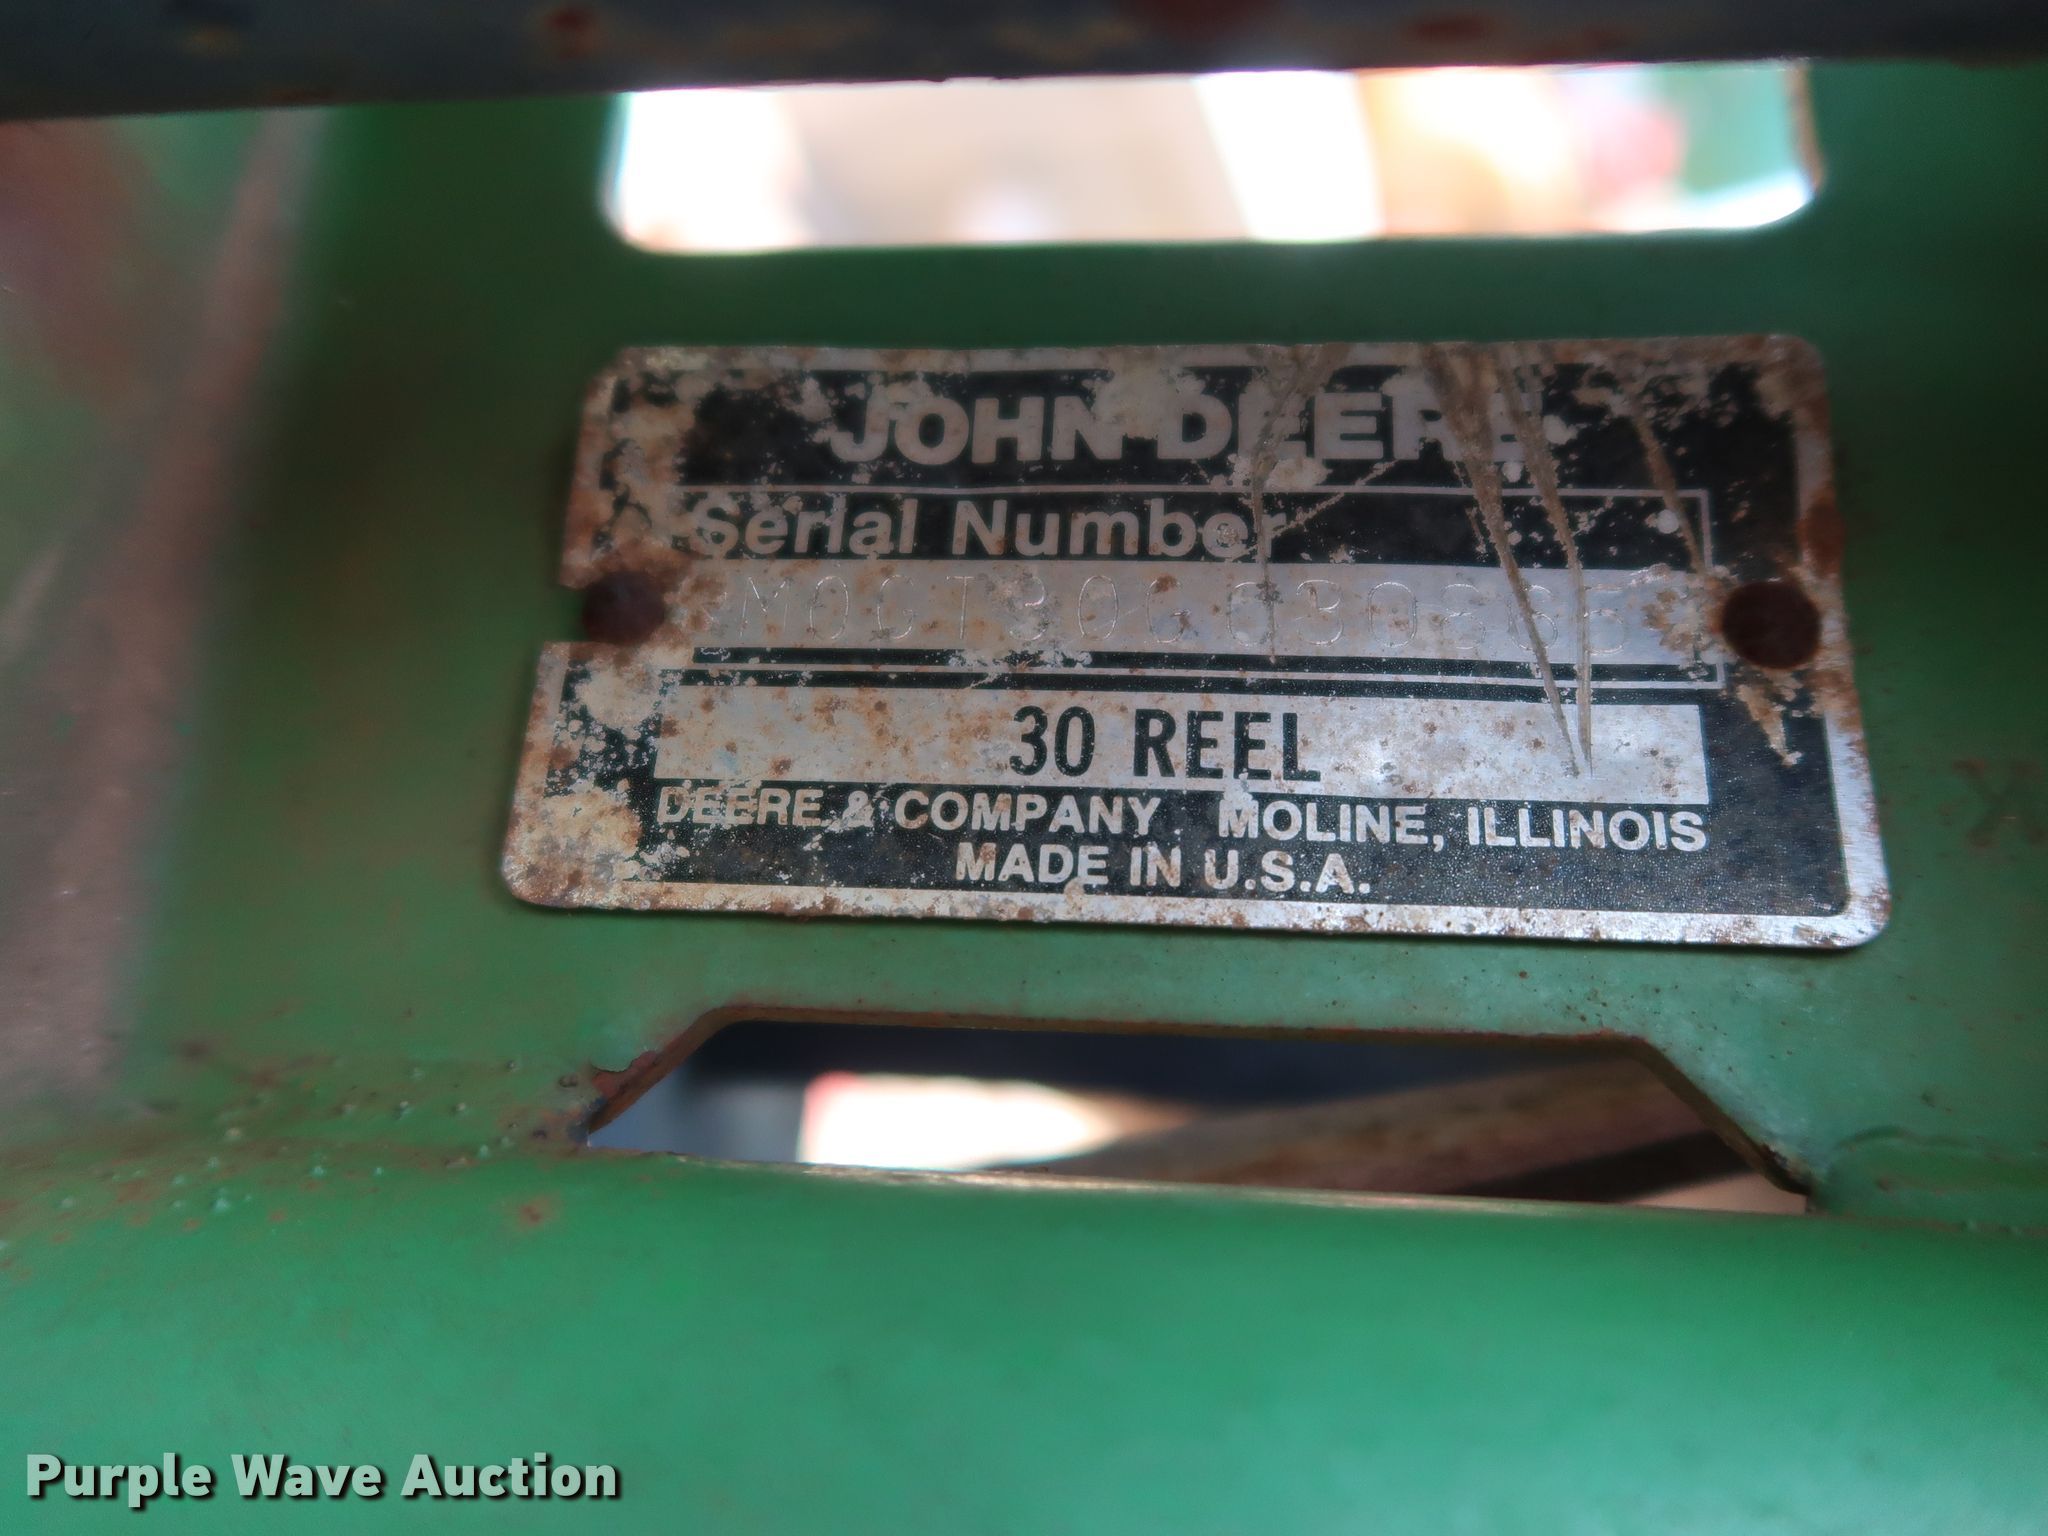 JOHN DEERE
Serial Number
30 REEL
DEERE & COMPANY MOLINE, ILLINOIS
MADE IN U.S.A.
Purple Wave Auction